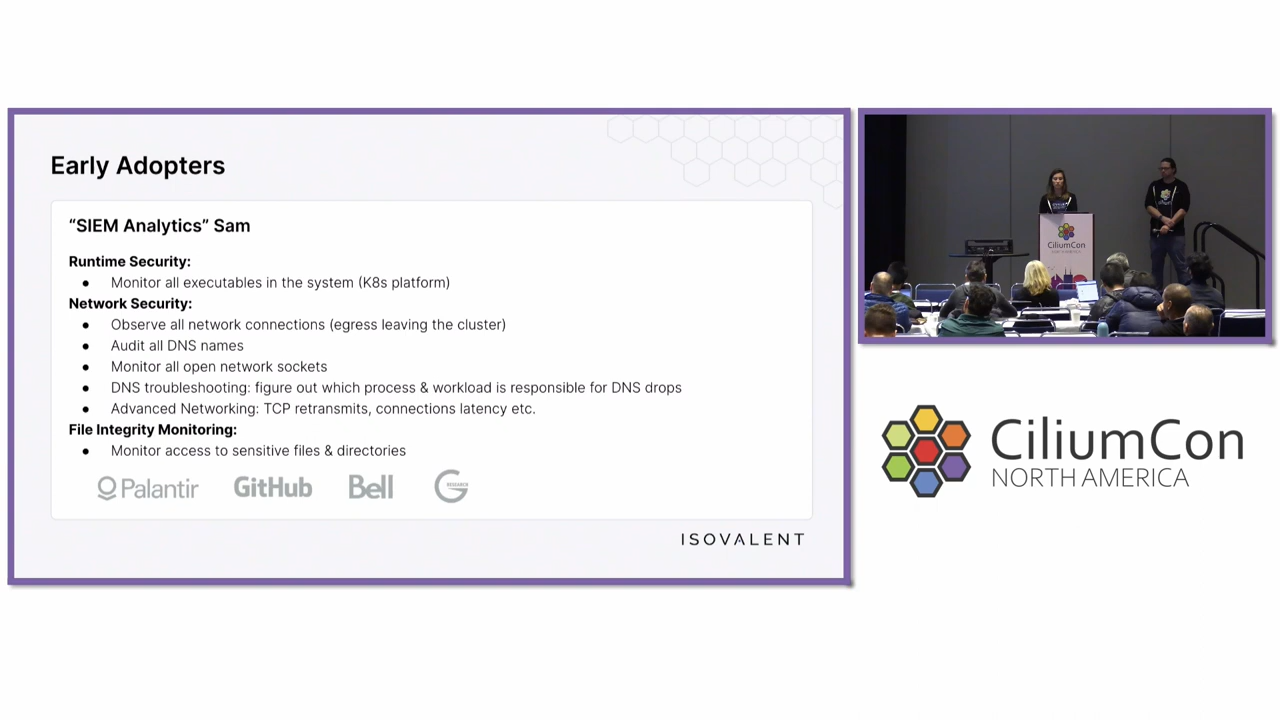 Early Adopters
“SIEM Analytics” Sam
Runtime Security:
● Monitor all executables in the system (K8s platform)
Network Security:
● Observe all network connections (egress leaving the cluster)
● Audit all DNS names
● Monitor all open network sockets
● DNS troubleshooting: figure out which process & workload is responsible for DNS drops
● Advanced Networking: TCP retransmits, connections latency etc.
File Integrity Monitoring:
● Monitor access to sensitive files & directories
Palantir GitHub Bell G RESEARCH
ISOVALENT
CiliumCon
CiliumCon
NORTH AMERICA